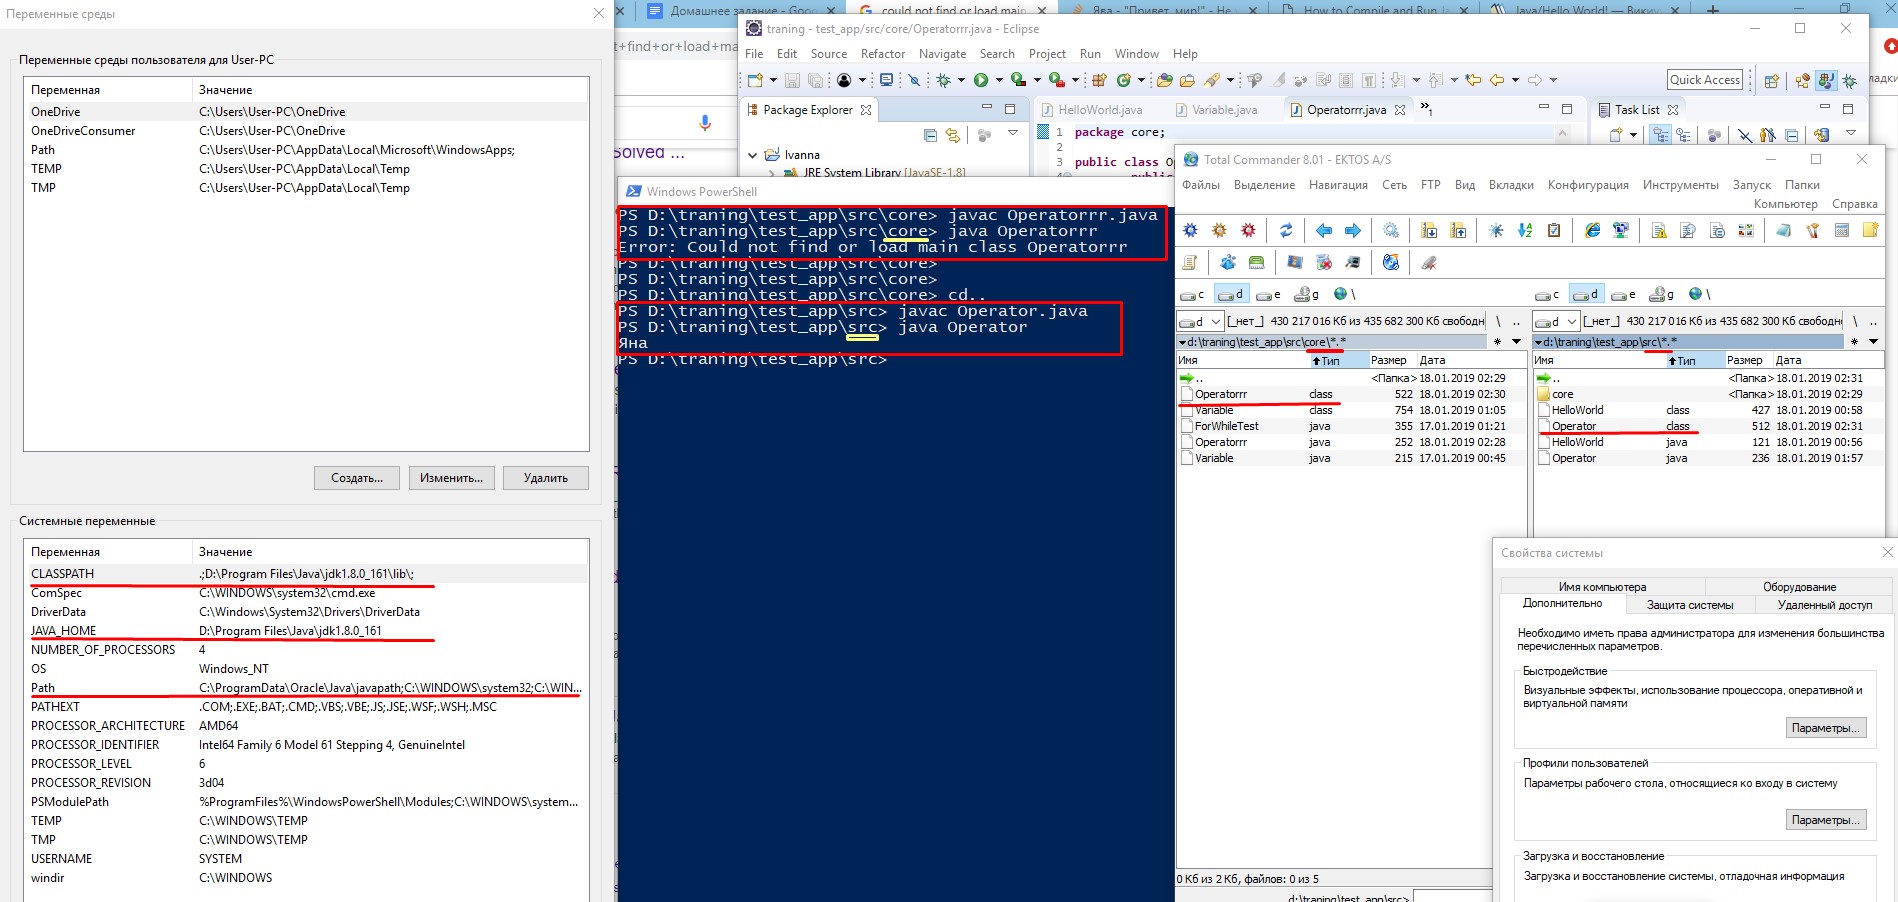 Переменные среды
Переменные среды пользователя для User-PC
Переменная Значение
OneDrive C:\Users\User-PC\OneDrive
OneDriveConsumer C:\Users\User-PC\OneDrive
Path C:\Users\User-PC\AppData\Local\Microsoft\WindowsApps;
TEMP C:\Users\User-PC\AppData\Local\Temp
TMP C:\Users\User-PC\AppData\Local\Temp
Создать... Изменить... Удалить
Системные переменные
Переменная Значение
CLASSPATH .;D:\Program Files\Java\jdk1.8.0_161\lib\;
ComSpec C:\WINDOWS\system32\cmd.exe
DriverData C:\Windows\System32\Drivers\DriverData
JAVA_HOME D:\Program Files\Java\jdk1.8.0_161
NUMBER_OF_PROCESSORS 4
OS Windows_NT
Path C:\ProgramData\Oracle\Java\javapath;C:\WINDOWS\system32;C:\WIN...
PATHEXT .COM;.EXE;.BAT;.CMD;.VBS;.VBE;.JS;.JSE;.WSF;.WSH;.MSC
PROCESSOR_ARCHITECTURE AMD64
PROCESSOR_IDENTIFIER Intel64 Family 6 Model 61 Stepping 4, GenuineIntel
PROCESSOR_LEVEL 6
PROCESSOR_REVISION 3d04
PSModulePath %ProgramFiles%\WindowsPowerShell\Modules;C:\WINDOWS\system...
TEMP C:\WINDOWS\TEMP
TMP C:\WINDOWS\TEMP
USERNAME SYSTEM
windir C:\WINDOWS
Домашнее задание - Goo
could not find or load main
Ява - "Привет, мир!" - Не
How to Compile and Run Ja
Java/Hello World! — Вики
t+find+or+load+ma
Solved ...
traning - test_app/src/core/Operatorrr.java - Eclipse
File Edit Source Refactor Navigate Search Project Run Window Help
Quick Access
Package Explorer
Ivanna
JRE System Library [JavaSE-1.8]
HelloWorld.java Variable.java Operatorrr.java
1 package core;
2
3 public class O
4
Task List
Windows PowerShell
PS D:\traning\test_app\src\core> javac Operatorrr.java
PS D:\traning\test_app\src\core> java Operatorrr
Error: Could not find or load main class Operatorrr
PS D:\traning\test_app\src\core>
PS D:\traning\test_app\src\core>
PS D:\traning\test_app\src\core> cd..
PS D:\traning\test_app\src> javac Operator.java
PS D:\traning\test_app\src> java Operator
Яна
PS D:\traning\test_app\src>
Total Commander 8.01 - EKTOS A/S
Файлы Выделение Навигация Сеть FTP Вид Вкладки Конфигурация Инструменты Запуск Папки
Компьютер Справка
c d e g \
d [_нет_] 430 217 016 Кб из 435 682 300 Кб свободн \ ..
d:\traning\test_app\src\core\*.* * ▼
Имя Тип Размер Дата
.. <Папка> 18.01.2019 02:29
Operatorrr class 522 18.01.2019 02:30
Variable class 754 18.01.2019 01:05
ForWhileTest java 355 17.01.2019 01:21
Operatorrr java 252 18.01.2019 02:28
Variable java 215 17.01.2019 00:45
0 Кб из 2 Кб, файлов: 0 из 5
d:\traning\test_app\src>
c d e g \
d [_нет_] 430 217 016 Кб из 435 682 300 Кб свободн \ ..
d:\traning\test_app\src\*.* * ▼
Имя Тип Размер Дата
.. <Папка> 18.01.2019 02:31
core <Папка> 18.01.2019 02:29
HelloWorld class 427 18.01.2019 00:58
Operator class 512 18.01.2019 02:31
HelloWorld java 121 18.01.2019 00:56
Operator java 236 18.01.2019 01:57
Свойства системы
Имя компьютера Оборудование
Дополнительно Защита системы Удаленный доступ
Необходимо иметь права администратора для изменения большинства
перечисленных параметров.
Быстродействие
Визуальные эффекты, использование процессора, оперативной и
виртуальной памяти
Параметры...
Профили пользователей
Параметры рабочего стола, относящиеся ко входу в систему
Параметры...
Загрузка и восстановление
Загрузка и восстановление системы, отладочная информация